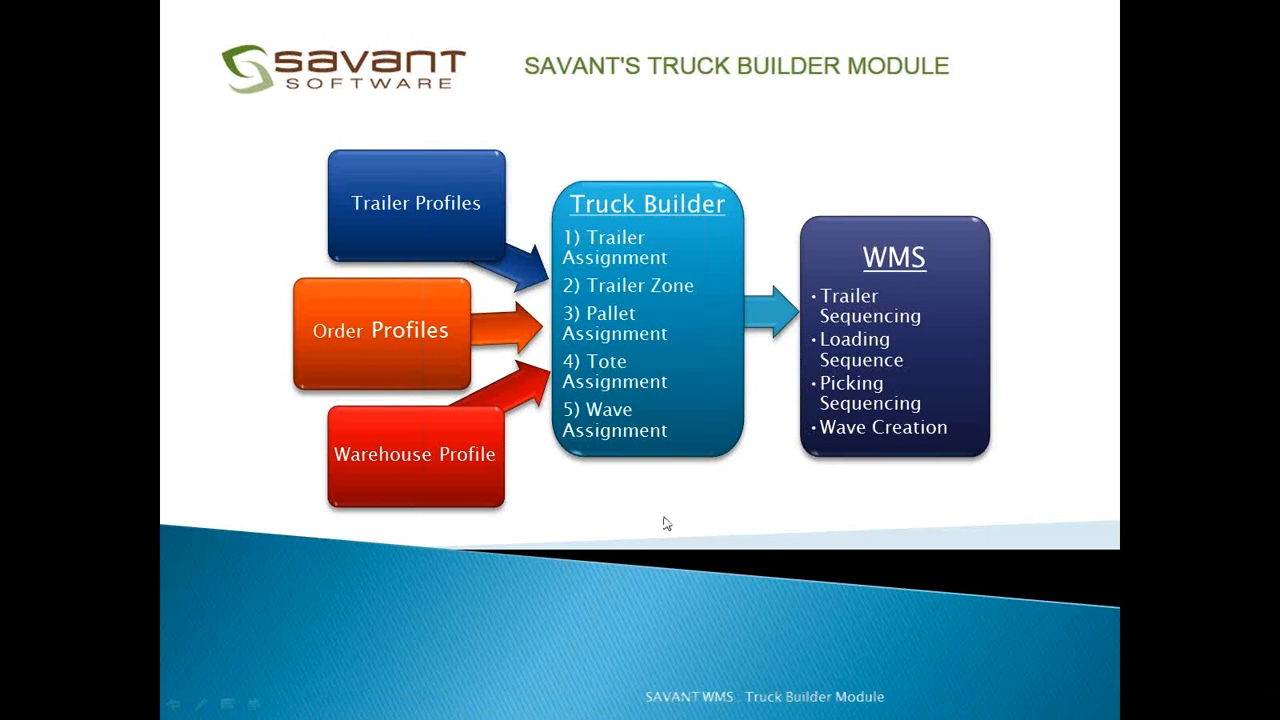 savant
SOFTWARE
SAVANT'S TRUCK BUILDER MODULE
Trailer Profiles
Order Profiles
Warehouse Profile
Truck Builder
1) Trailer
Assignment
2) Trailer Zone
3) Pallet
Assignment
4) Tote
Assignment
5) Wave
Assignment
WMS
•Trailer
Sequencing
•Loading
Sequence
•Picking
Sequencing
•Wave Creation
SAVANT WMS Truck Builder Module